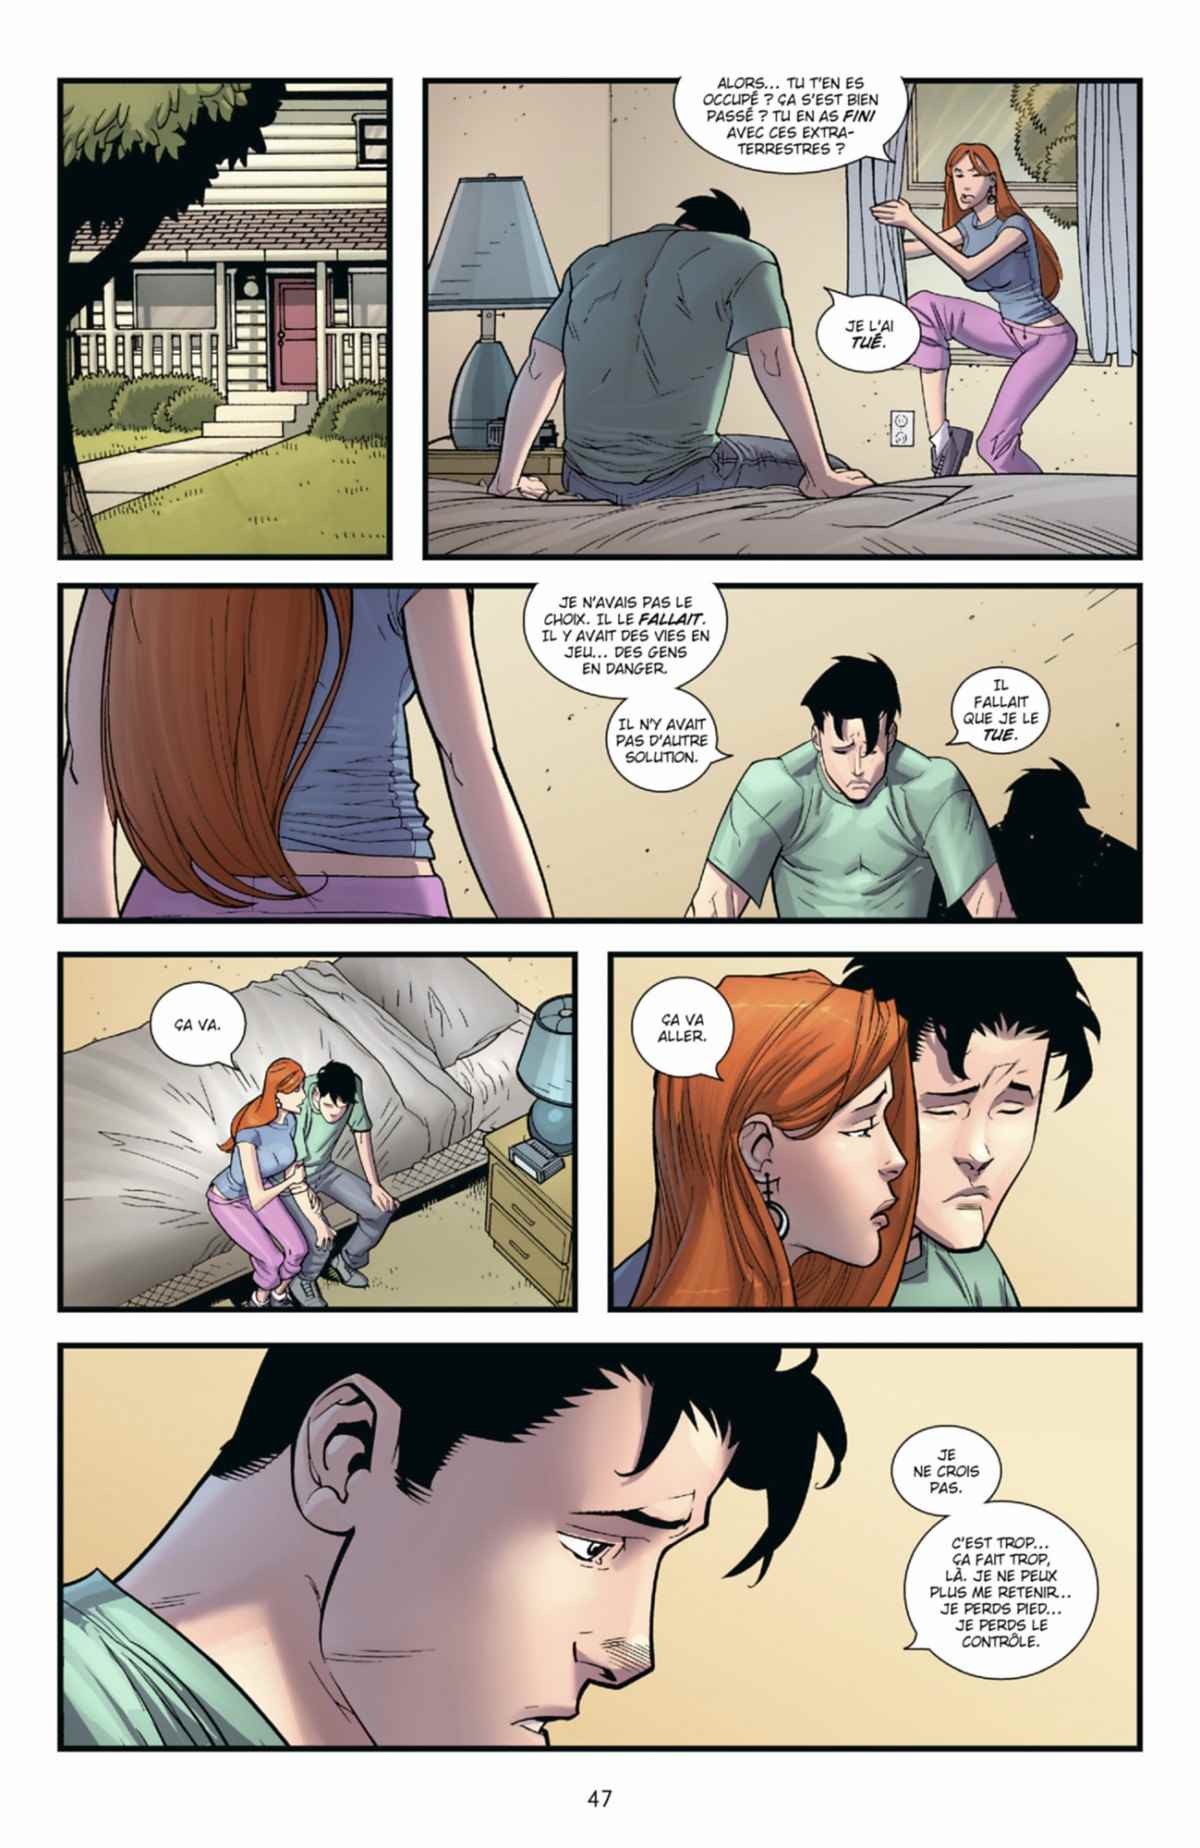 ALORS... TU T'EN ES
OCCUPÉ ? ÇA S'EST BIEN
PASSÉ ? TU EN AS FINI
AVEC CES EXTRA-
TERRESTRES ?
JE L'AI
TUÉ.
JE N'AVAIS PAS LE
CHOIX. IL LE FALLAIT.
IL Y AVAIT DES VIES EN
JEU... DES GENS
EN DANGER.
IL N'Y AVAIT
PAS D'AUTRE
SOLUTION.
IL
FALLAIT
QUE JE LE
TUE.
ÇA VA.
ÇA VA
ALLER.
JE
NE CROIS
PAS.
C'EST TROP...
ÇA FAIT TROP,
LÀ. JE NE PEUX
PLUS ME RETENIR...
JE PERDS PIED...
JE PERDS LE
CONTRÔLE.
47